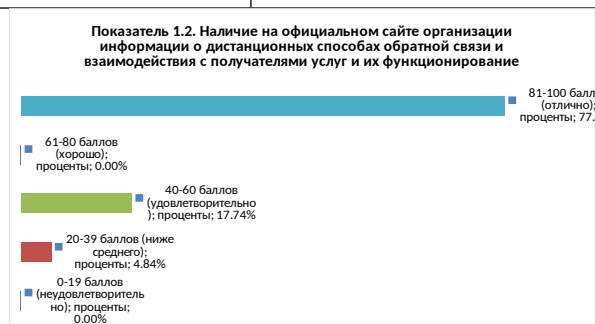 Показатель 1.2. Наличие на официальном сайте организации
информации о дистанционных способах обратной связи и
взаимодействия с получателями услуг и их функционирование
81-100 балл
(отлично);
проценты; 77.
61-80 баллов
(хорошо);
проценты; 0.00%
40-60 баллов
(удовлетворительно
); проценты; 17.74%
20-39 баллов (ниже
среднего);
проценты; 4.84%
0-19 баллов
(неудовлетворитель
но); проценты;
0.00%